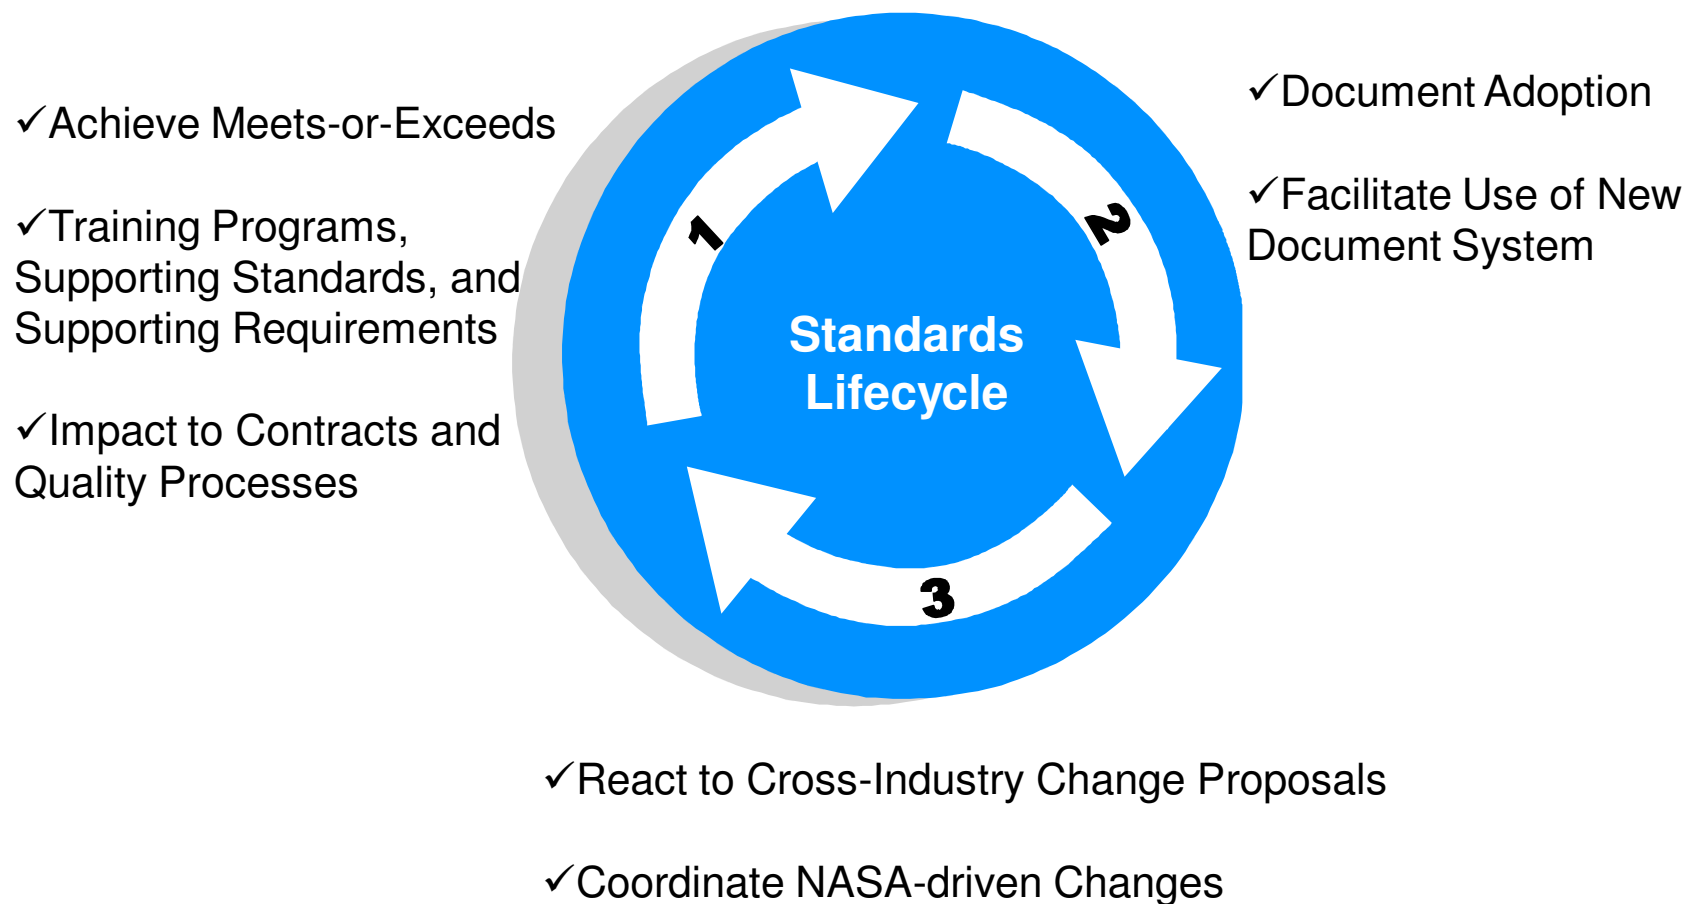 ✓Achieve Meets-or-Exceeds
✓Training Programs,
Supporting Standards, and
Supporting Requirements
✓Impact to Contracts and
Quality Processes
1
2
3
Standards
Lifecycle
✓Document Adoption
✓Facilitate Use of New
Document System
✓React to Cross-Industry Change Proposals
✓Coordinate NASA-driven Changes